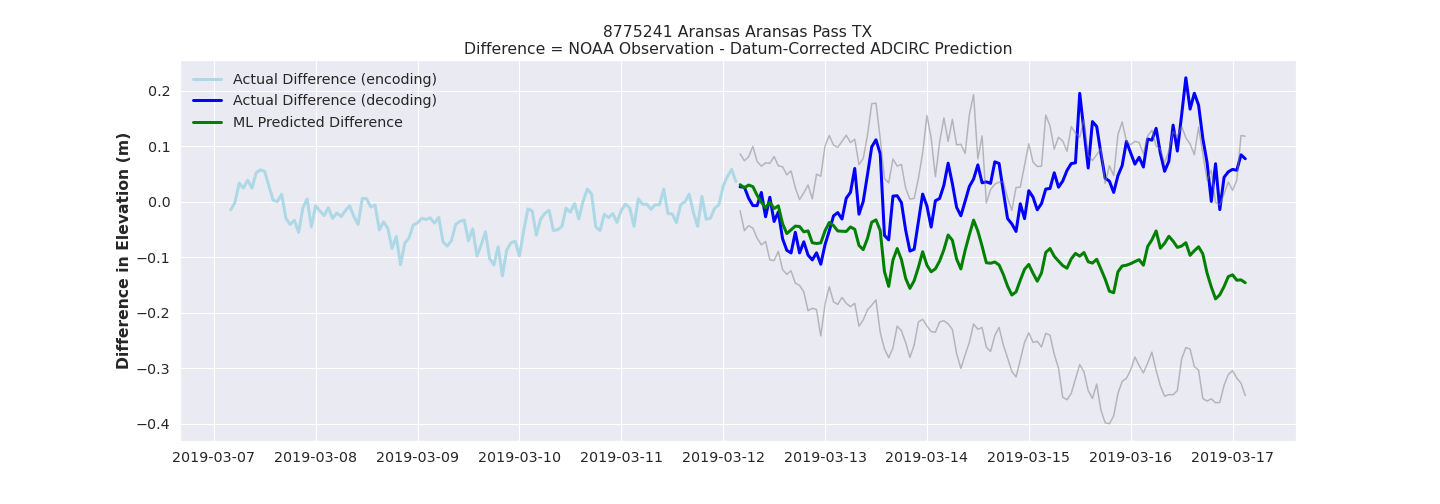 8775241 Aransas Aransas Pass TX
Difference = NOAA Observation - Datum-Corrected ADCIRC Prediction
Actual Difference (encoding)
Actual Difference (decoding)
ML Predicted Difference
Difference in Elevation (m)
0.2
0.1
0.0
−0.1
−0.2
−0.3
−0.4
2019-03-07 2019-03-08 2019-03-09 2019-03-10 2019-03-11 2019-03-12 2019-03-13 2019-03-14 2019-03-15 2019-03-16 2019-03-17